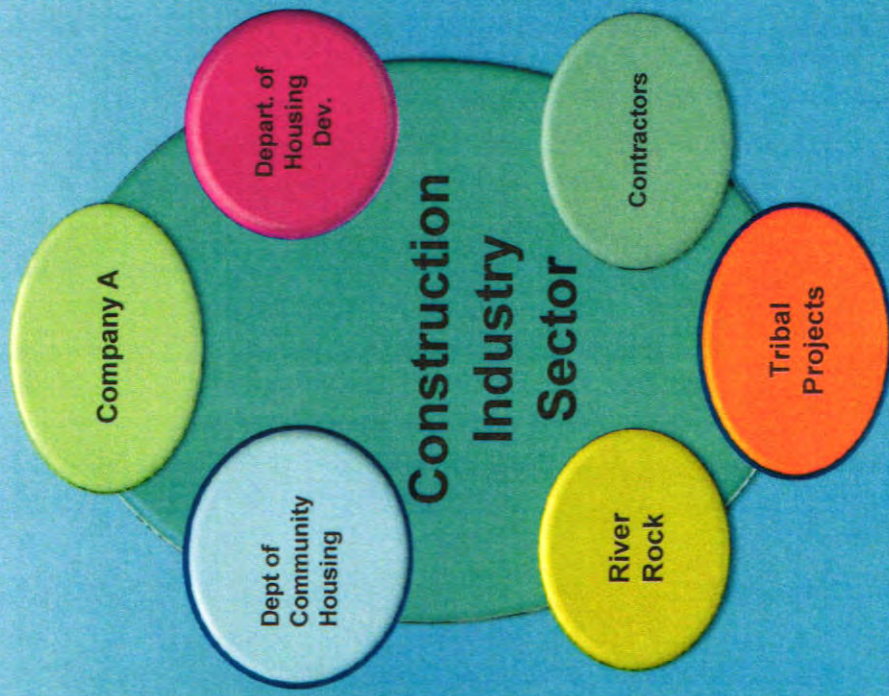 Company A
Depart. of
Housing
Dev.
Contractors
Tribal
Projects
River
Rock
Dept of
Community
Housing
Construction
Industry
Sector